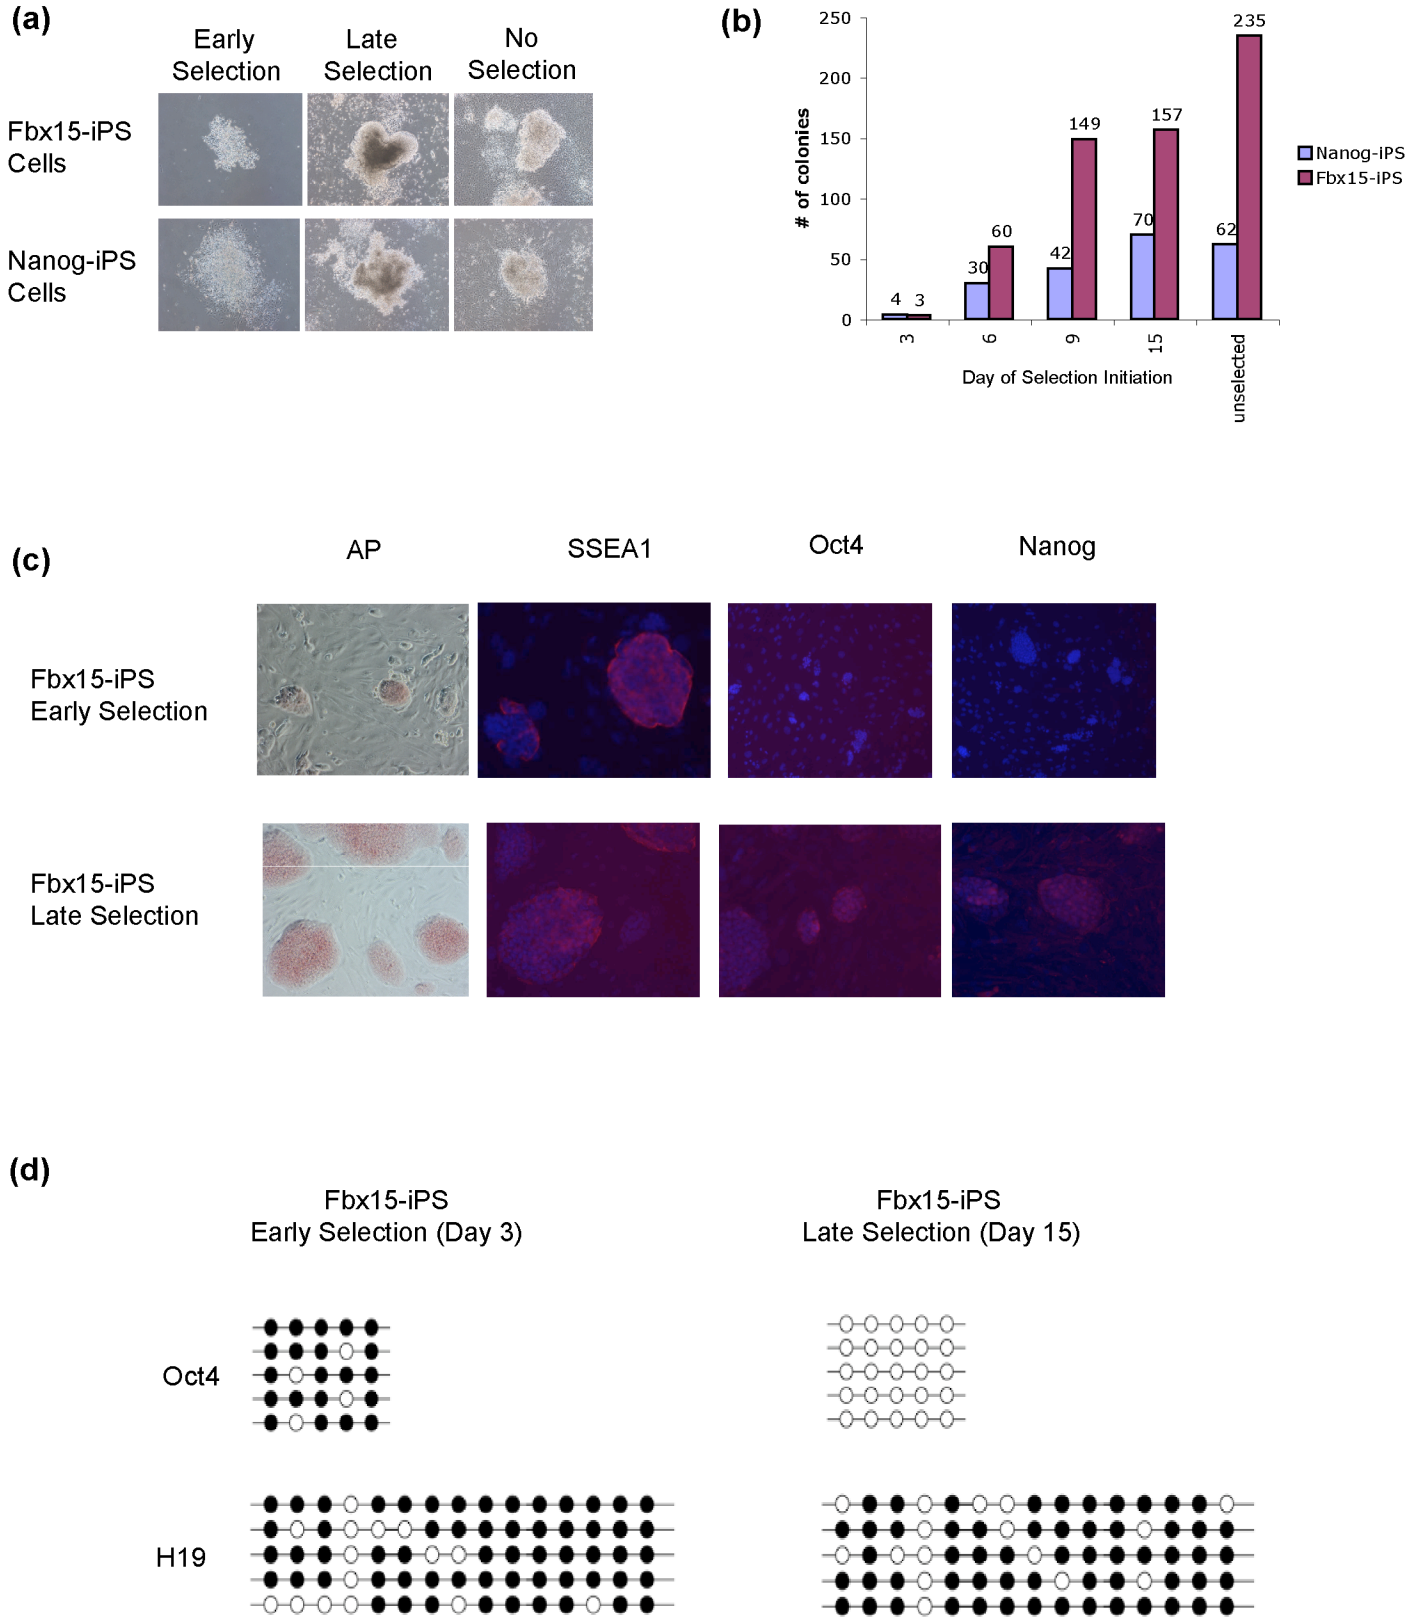 (a)
Early
Selection
Late
Selection
No
Selection
Fbx15-iPS
Cells
Nanog-iPS
Cells
(b)
# of colonies
250
200
150
100
50
0
4
3
30
60
42
149
70
157
62
235
3
6
9
15
unselected
Day of Selection Initiation
Nanog-iPS
Fbx15-iPS
(c)
AP
SSEA1
Oct4
Nanog
Fbx15-iPS
Early Selection
Fbx15-iPS
Late Selection
(d)
Fbx15-iPS
Early Selection (Day 3)
Fbx15-iPS
Late Selection (Day 15)
Oct4
H19